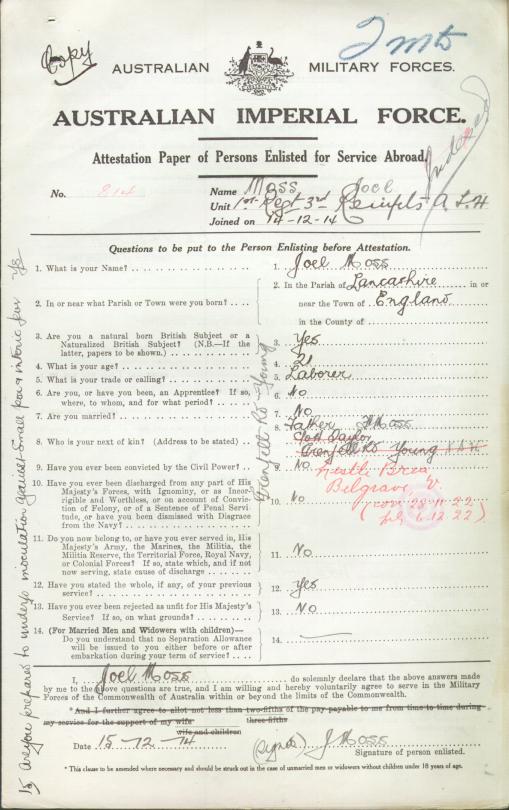 Copy
2 mts
AUSTRALIAN MILITARY FORCES.
AUSTRALIAN IMPERIAL FORCE.
Indexed
Attestation Paper of Persons Enlisted for Service Abroad.
No. 814
Name Moss Joel
Unit 1st Regt 3rd Reinfts A.L.H
Joined on 14-12-14
Questions to be put to the Person Enlisting before Attestation.
1. What is your Name? 1. Joel Moss
2. In or near what Parish or Town were you born? 2. In the Parish of Lancashire in or
near the Town of England
in the County of
3. Are you a natural born British Subject or a
Naturalized British Subject? (N.B.—If the
latter, papers to be shown.) 3. Yes
4. What is your age? 4. 21
5. What is your trade or calling? 5. Laborer
6. Are you, or have you been, an Apprentice? If so,
where, to whom, and for what period? 6. No
7. Are you married? 7. No
8. Who is your next of kin? (Address to be stated) 8. Father Moss
Grenfell Rd Young N.S.W.
Grenfell Rd Young
9. Have you ever been convicted by the Civil Power? 9. No
Nestle Brea
Belgrave V.
23-11-22
6.12.22)
10. Have you ever been discharged from any part of His
Majesty's Forces, with Ignominy, or as Incor-
rigible and Worthless, or on account of Convic-
tion of Felony, or of a Sentence of Penal Servi-
tude, or have you been dismissed with Disgrace
from the Navy? 10. No
11. Do you now belong to, or have you ever served in, His
Majesty's Army, the Marines, the Militia, the
Militia Reserve, the Territorial Force, Royal Navy,
or Colonial Forces? If so, state which, and if not
now serving, state cause of discharge 11. No
12. Have you stated the whole, if any, of your previous
service? 12. Yes
13. Have you ever been rejected as unfit for His Majesty's
Service? If so, on what grounds? 13. No
14. (For Married Men and Widowers with children)—
Do you understand that no Separation Allowance
will be issued to you either before or after
embarkation during your term of service? 14.
15 Are you prepared to undergo inoculation against Small pox & enteric fever Yes
I, Joel Moss do solemnly declare that the above answers made
by me to the above questions are true, and I am willing and hereby voluntarily agree to serve in the Military
Forces of the Commonwealth of Australia within or beyond the limits of the Commonwealth.
* And I further agree to allot not less than two-fifths of the pay payable to me from time to time during
three-fifths
my service for the support of my wife
wife and children
Date 15-12-14 (Signed) J. Moss
Signature of person enlisted.
* This clause to be amended where necessary and should be struck out in the case of unmarried men or widowers without children under 18 years of age.